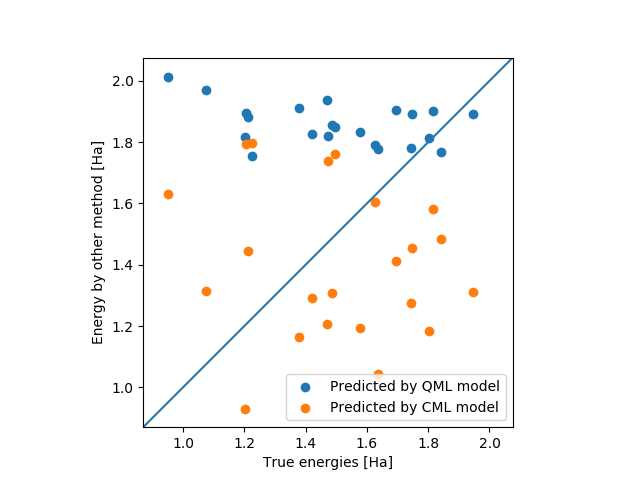 2.0
1.8
1.6
1.4
1.2
1.0
Energy by other method [Ha]
Predicted by QML model
Predicted by CML model
1.0 1.2 1.4 1.6 1.8 2.0
True energies [Ha]